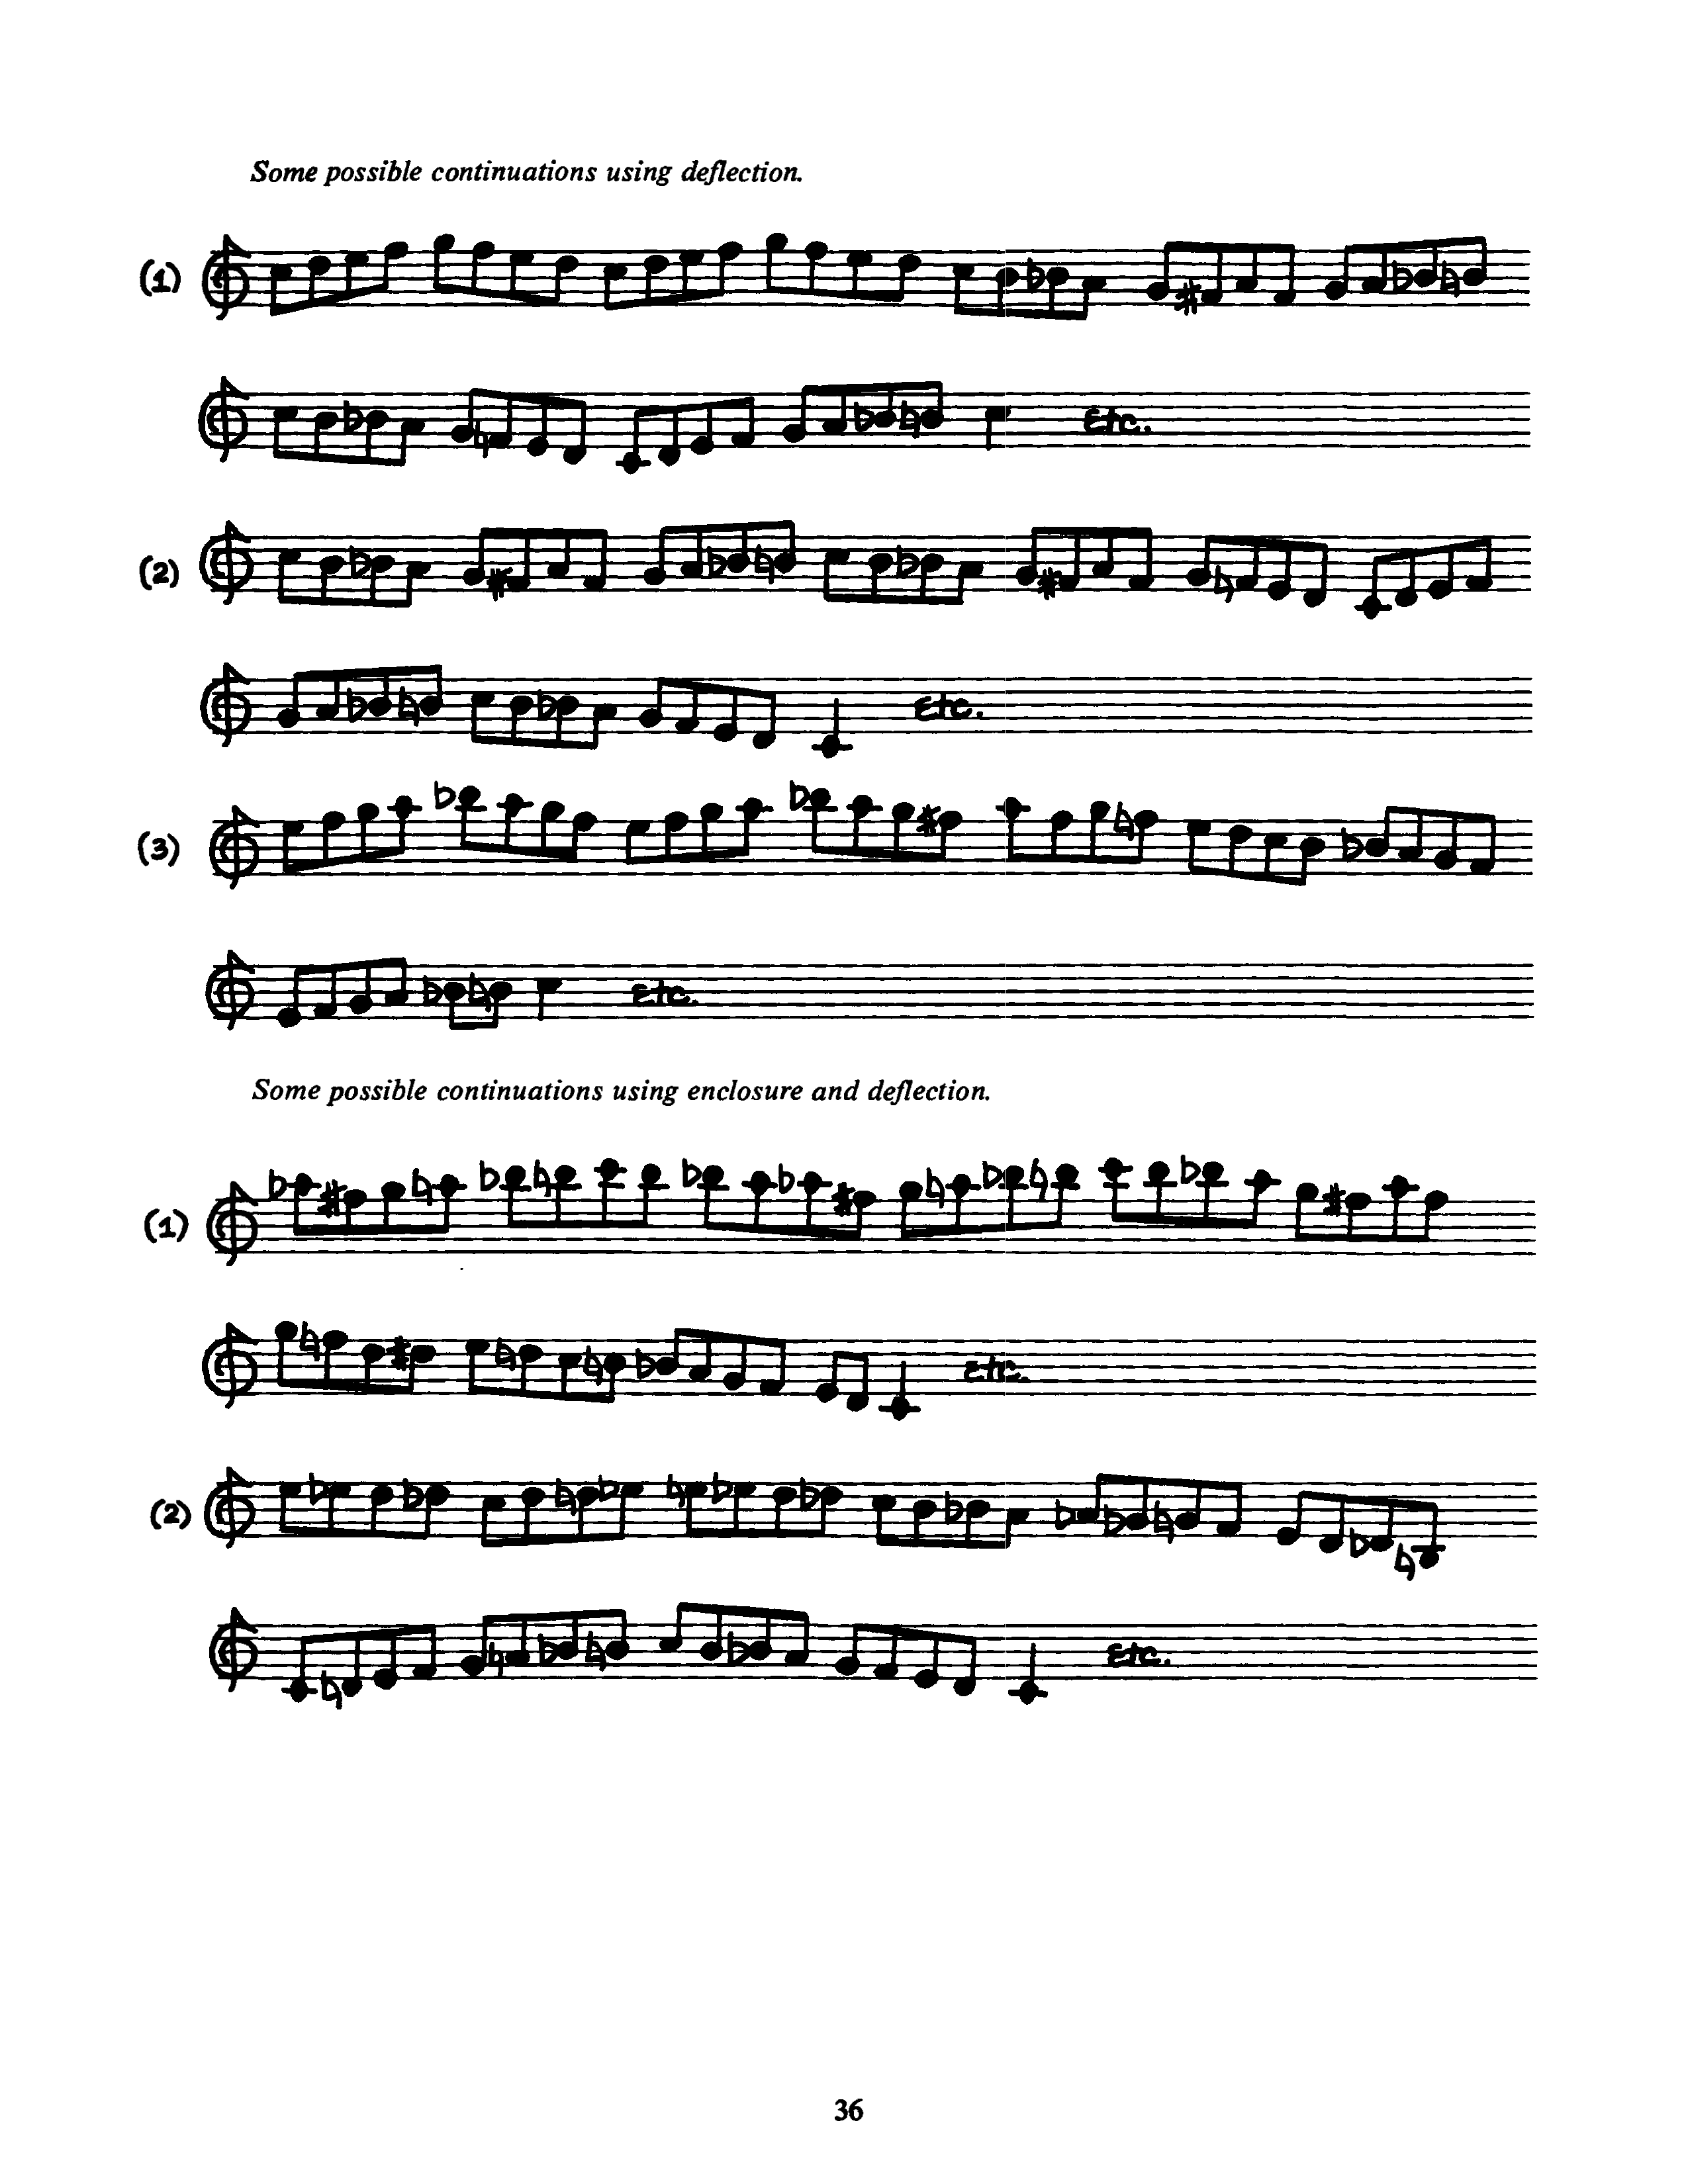 Some possible continuations using deflection.
(1)
etc.
(2)
etc.
(3)
etc.
Some possible continuations using enclosure and deflection.
(1)
etc.
(2)
etc.
36